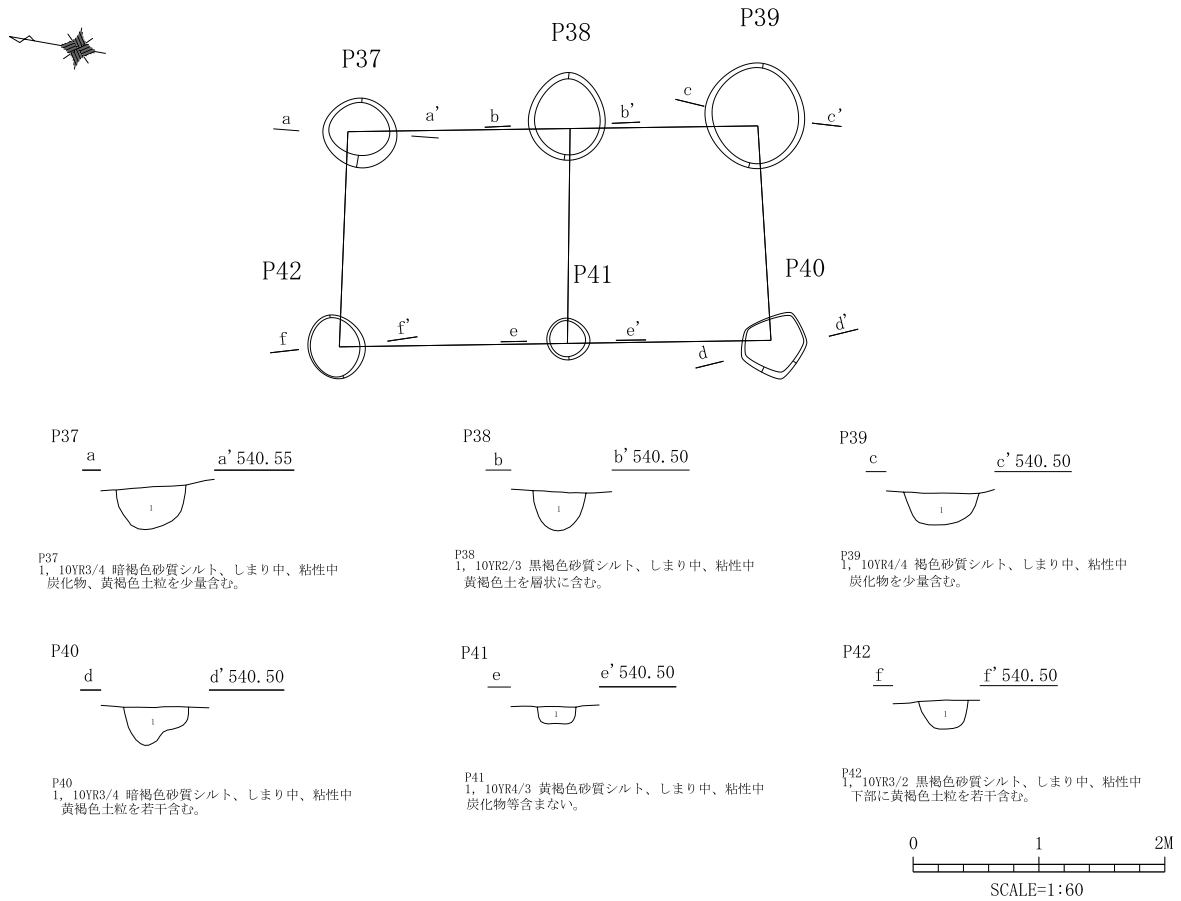 P37
P38
P39
a
a'
b
b'
c
c'
P42
P41
P40
f
f'
e
e'
d
d'
P37
a
a' 540.55
1
P37
1, 10YR3/4 暗褐色砂質シルト、しまり中、粘性中
炭化物、黄褐色土粒を少量含む。
P38
b
b' 540.50
1
P38
1, 10YR2/3 黒褐色砂質シルト、しまり中、粘性中
黄褐色土を層状に含む。
P39
c
c' 540.50
1
P39
1, 10YR4/4 褐色砂質シルト、しまり中、粘性中
炭化物を少量含む。
P40
d
d' 540.50
1
P40
1, 10YR3/4 暗褐色砂質シルト、しまり中、粘性中
黄褐色土粒を若干含む。
P41
e
e' 540.50
1
P41
1, 10YR4/3 黄褐色砂質シルト、しまり中、粘性中
炭化物等含まない。
P42
f
f' 540.50
1
P42
1, 10YR3/2 黒褐色砂質シルト、しまり中、粘性中
下部に黄褐色土粒を若干含む。
0 1 2M
SCALE=1:60